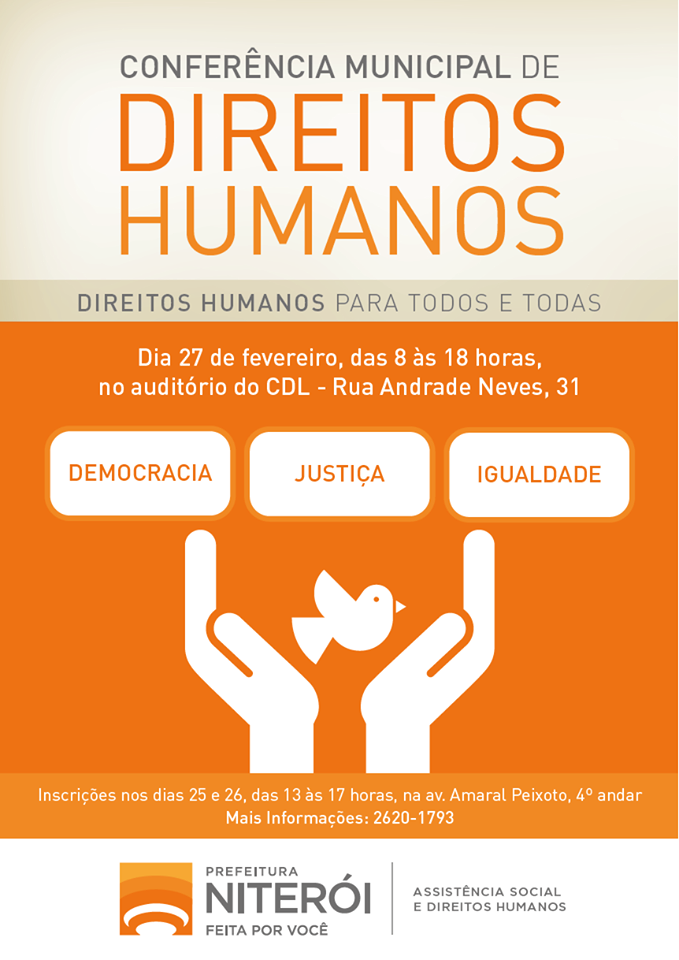 CONFERÊNCIA MUNICIPAL DE
DIREITOS
HUMANOS
DIREITOS HUMANOS PARA TODOS E TODAS
Dia 27 de fevereiro, das 8 às 18 horas,
no auditório do CDL - Rua Andrade Neves, 31
DEMOCRACIA
JUSTIÇA
IGUALDADE
Inscrições nos dias 25 e 26, das 13 às 17 horas, na av. Amaral Peixoto, 4º andar
Mais Informações: 2620-1793
PREFEITURA
NITERÓI
FEITA POR VOCÊ
ASSISTÊNCIA SOCIAL
E DIREITOS HUMANOS